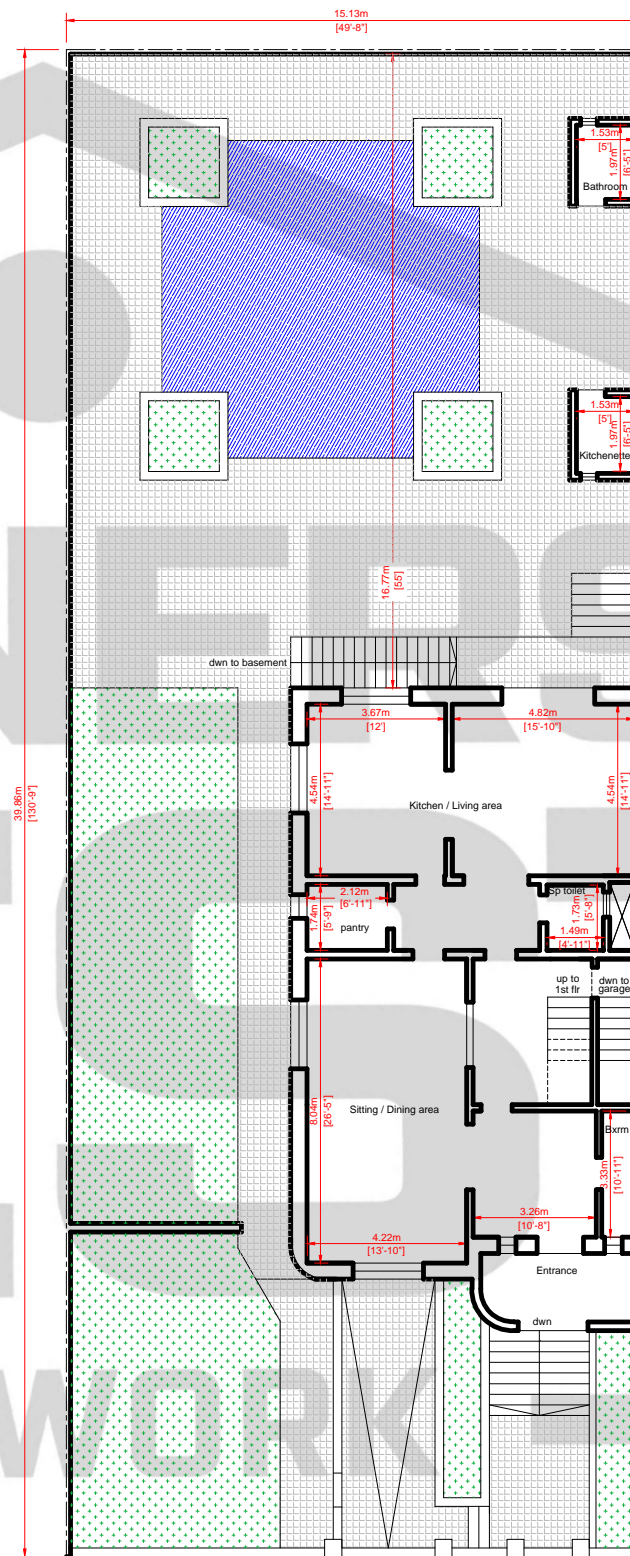 15.13m
[49'-8"]
1.53m
[5']
1.97m
[6'-5"]
Bathroom
1.53m
[5']
1.97m
[6'-5"]
Kitchenette
16.77m
[55']
dwn to basement
3.67m
[12']
4.82m
[15'-10"]
4.54m
[14'-11"]
4.54m
[14'-11"]
Kitchen / Living area
39.86m
[130'-9"]
2.12m
[6'-11"]
1.74m
[5'-9"]
pantry
Sp toilet
1.73m
[5'-8"]
1.49m
[4'-11"]
up to
1st flr
dwn to
garage
8.04m
[26'-5"]
Sitting / Dining area
Bxrm
3.33m
[10'-11"]
3.26m
[10'-8"]
4.22m
[13'-10"]
Entrance
dwn
NERS
WORK